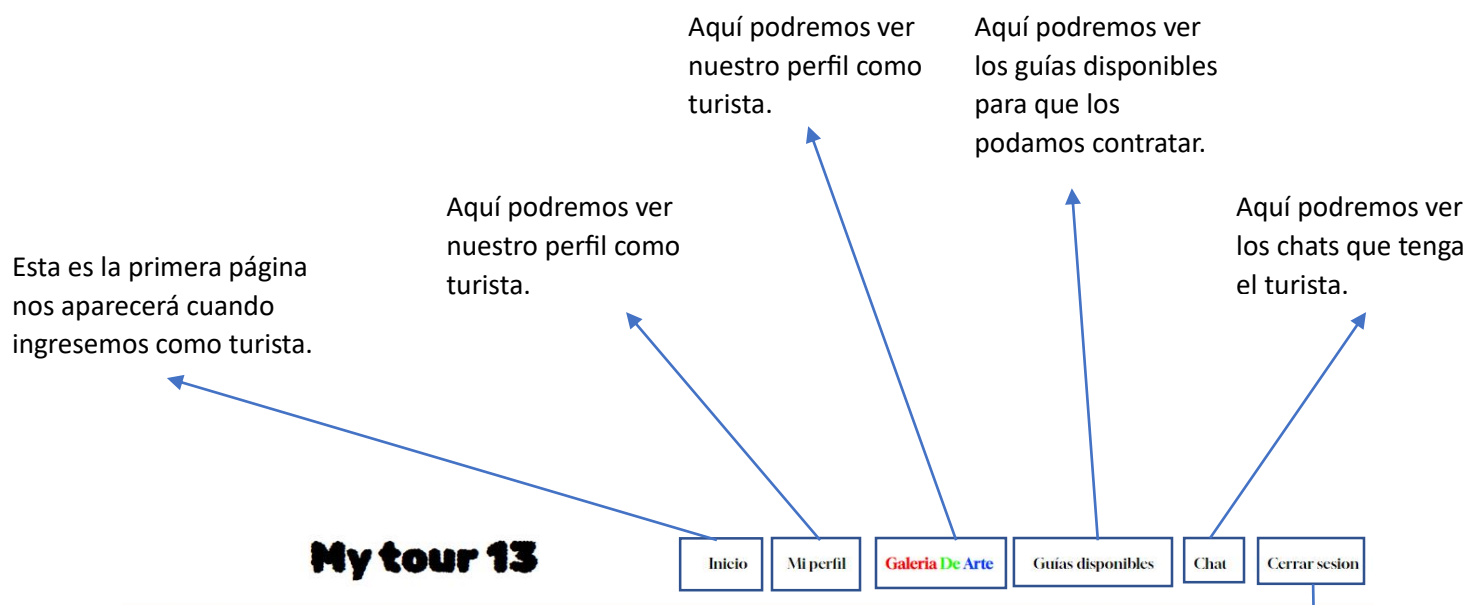 Aquí podremos ver
nuestro perfil como
turista.
Aquí podremos ver
los guías disponibles
para que los
podamos contratar.
Aquí podremos ver
nuestro perfil como
turista.
Aquí podremos ver
los chats que tenga
el turista.
Esta es la primera página
nos aparecerá cuando
ingresemos como turista.
My tour 13
Inicio
Mi perfil
Galeria De Arte
Guías disponibles
Chat
Cerrar sesion